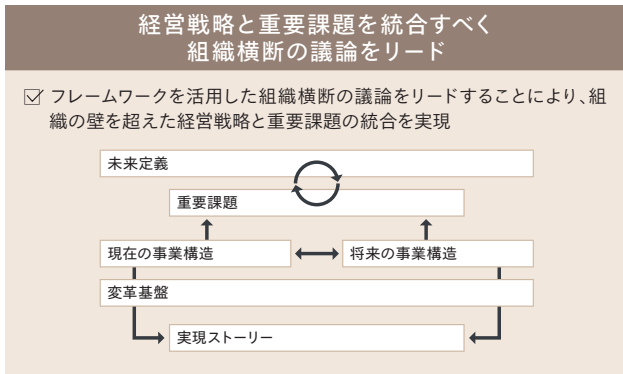 経営戦略と重要課題を統合すべく
組織横断の議論をリード
フレームワークを活用した組織横断の議論をリードすることにより、組
織の壁を超えた経営戦略と重要課題の統合を実現
未来定義
重要課題
現在の事業構造
将来の事業構造
変革基盤
実現ストーリー